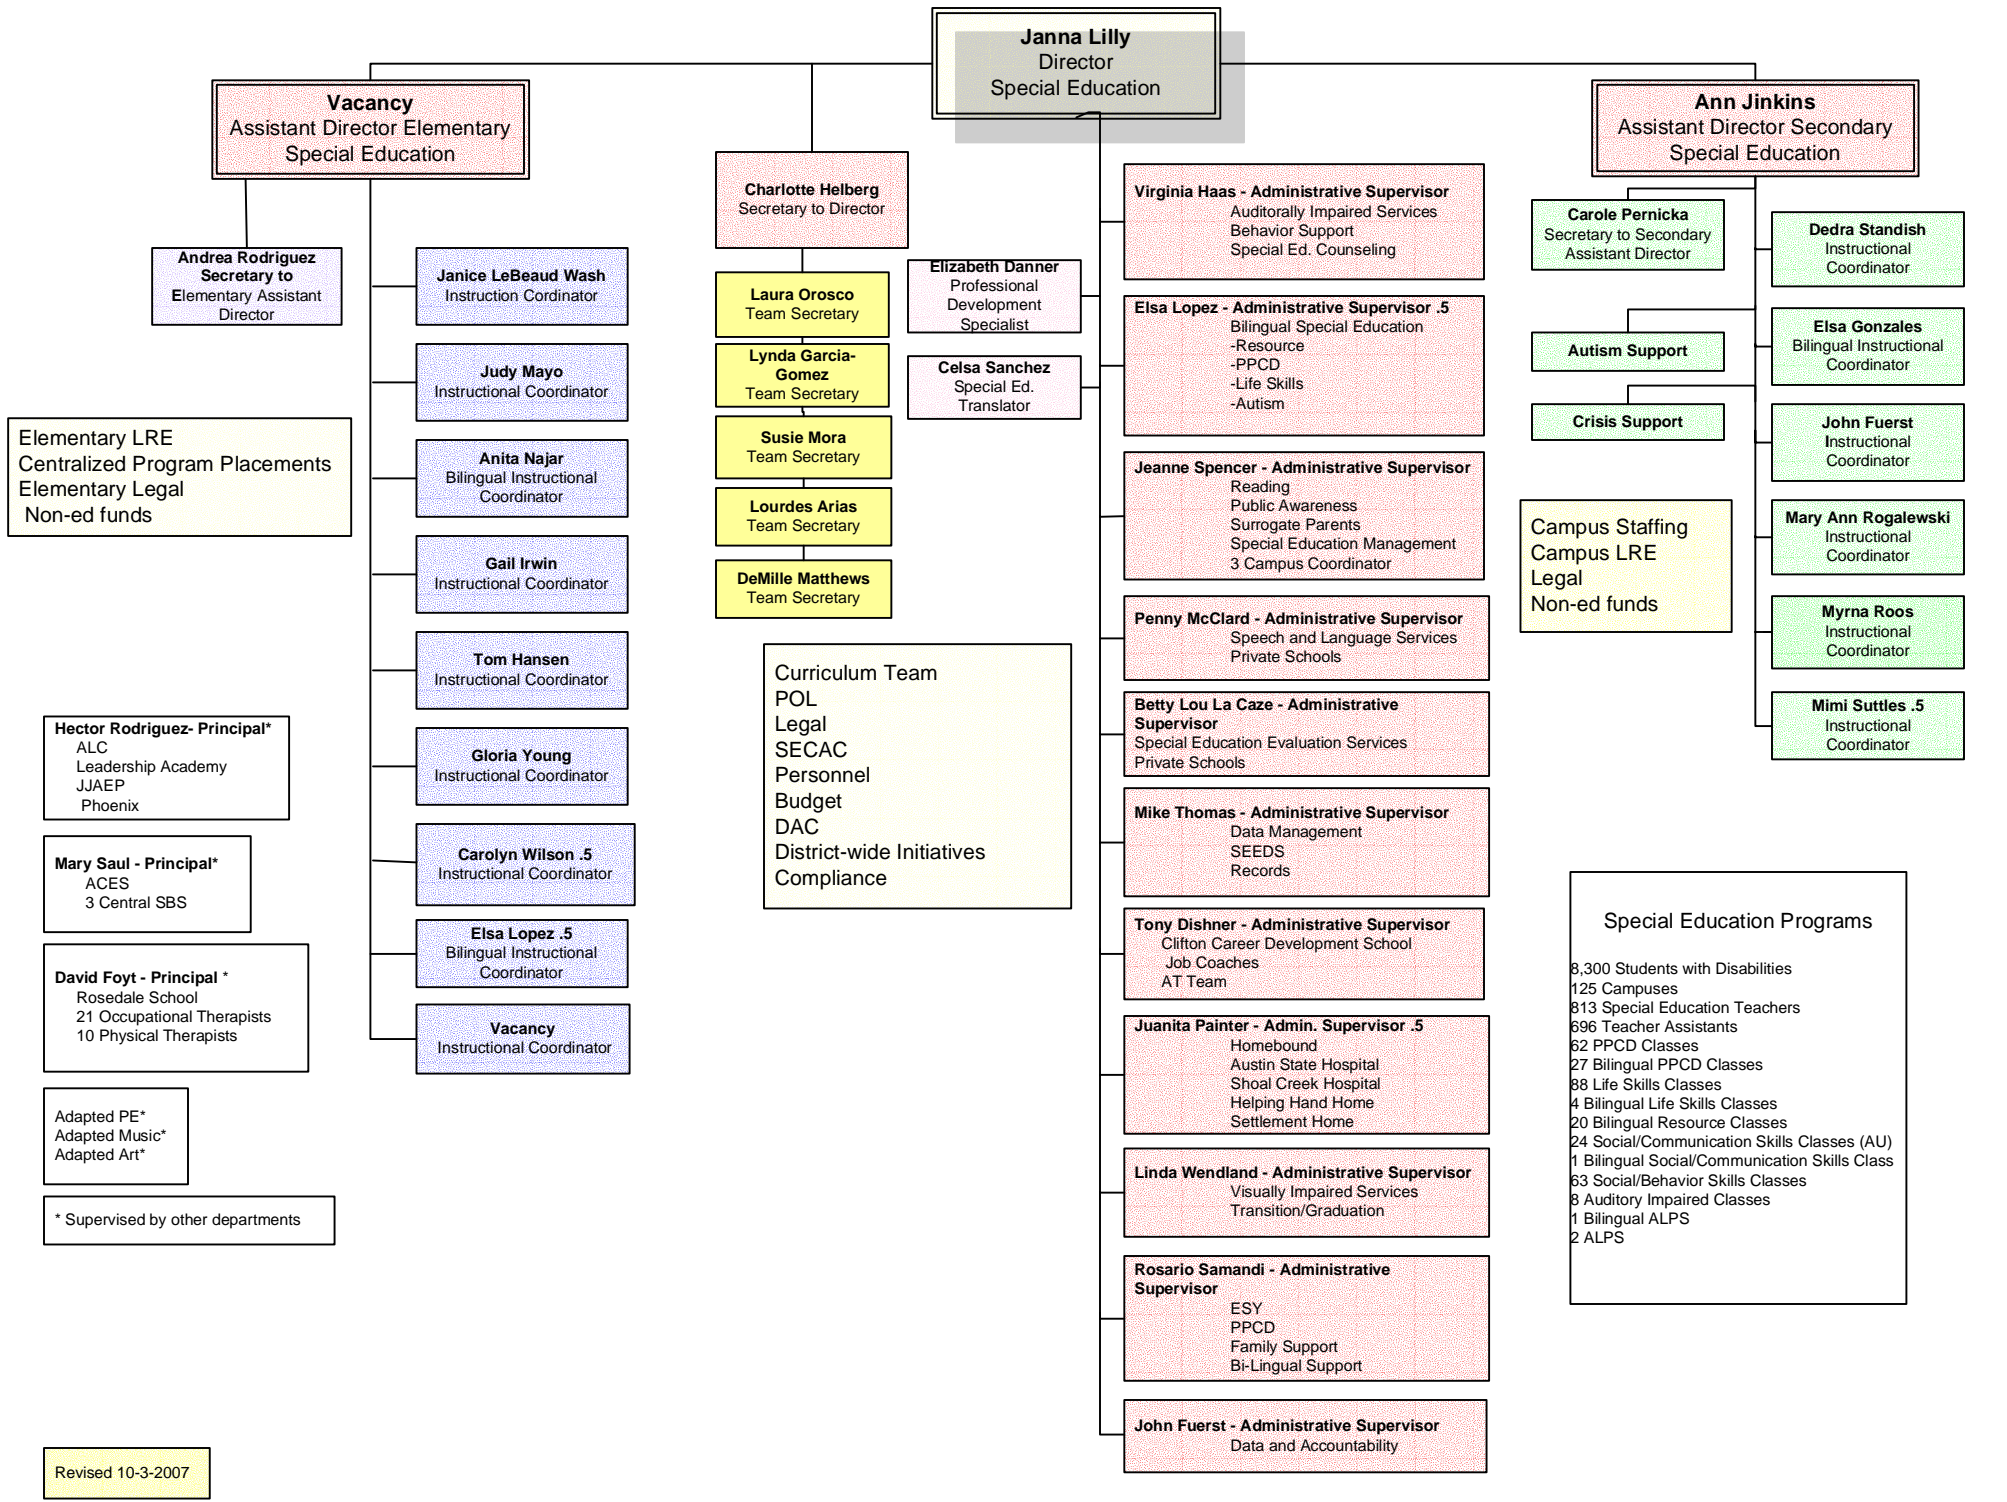 Janna Lilly
Director
Special Education
Vacancy
Assistant Director Elementary
Special Education
Ann Jinkins
Assistant Director Secondary
Special Education
Andrea Rodriguez
Secretary to
Elementary Assistant
Director
Janice LeBeaud Wash
Instruction Cordinator
Judy Mayo
Instructional Coordinator
Anita Najar
Bilingual Instructional
Coordinator
Gail Irwin
Instructional Coordinator
Tom Hansen
Instructional Coordinator
Gloria Young
Instructional Coordinator
Carolyn Wilson .5
Instructional Coordinator
Elsa Lopez .5
Bilingual Instructional
Coordinator
Vacancy
Instructional Coordinator
Elementary LRE
Centralized Program Placements
Elementary Legal
Non-ed funds
Hector Rodriguez- Principal*
ALC
Leadership Academy
JJAEP
Phoenix
Mary Saul - Principal*
ACES
3 Central SBS
David Foyt - Principal *
Rosedale School
21 Occupational Therapists
10 Physical Therapists
Adapted PE*
Adapted Music*
Adapted Art*
* Supervised by other departments
Revised 10-3-2007
Charlotte Helberg
Secretary to Director
Laura Orosco
Team Secretary
Lynda Garcia-
Gomez
Team Secretary
Susie Mora
Team Secretary
Lourdes Arias
Team Secretary
DeMille Matthews
Team Secretary
Curriculum Team
POL
Legal
SECAC
Personnel
Budget
DAC
District-wide Initiatives
Compliance
Elizabeth Danner
Professional
Development
Specialist
Celsa Sanchez
Special Ed.
Translator
Virginia Haas - Administrative Supervisor
Auditorally Impaired Services
Behavior Support
Special Ed. Counseling
Elsa Lopez - Administrative Supervisor .5
Bilingual Special Education
-Resource
-PPCD
-Life Skills
-Autism
Jeanne Spencer - Administrative Supervisor
Reading
Public Awareness
Surrogate Parents
Special Education Management
3 Campus Coordinator
Penny McClard - Administrative Supervisor
Speech and Language Services
Private Schools
Betty Lou La Caze - Administrative
Supervisor
Special Education Evaluation Services
Private Schools
Mike Thomas - Administrative Supervisor
Data Management
SEEDS
Records
Tony Dishner - Administrative Supervisor
Clifton Career Development School
Job Coaches
AT Team
Juanita Painter - Admin. Supervisor .5
Homebound
Austin State Hospital
Shoal Creek Hospital
Helping Hand Home
Settlement Home
Linda Wendland - Administrative Supervisor
Visually Impaired Services
Transition/Graduation
Rosario Samandi - Administrative
Supervisor
ESY
PPCD
Family Support
Bi-Lingual Support
John Fuerst - Administrative Supervisor
Data and Accountability
Carole Pernicka
Secretary to Secondary
Assistant Director
Autism Support
Crisis Support
Campus Staffing
Campus LRE
Legal
Non-ed funds
Dedra Standish
Instructional
Coordinator
Elsa Gonzales
Bilingual Instructional
Coordinator
John Fuerst
Instructional
Coordinator
Mary Ann Rogalewski
Instructional
Coordinator
Myrna Roos
Instructional
Coordinator
Mimi Suttles .5
Instructional
Coordinator
Special Education Programs
8,300 Students with Disabilities
125 Campuses
813 Special Education Teachers
696 Teacher Assistants
62 PPCD Classes
27 Bilingual PPCD Classes
88 Life Skills Classes
4 Bilingual Life Skills Classes
20 Bilingual Resource Classes
24 Social/Communication Skills Classes (AU)
1 Bilingual Social/Communication Skills Class
63 Social/Behavior Skills Classes
8 Auditory Impaired Classes
1 Bilingual ALPS
2 ALPS